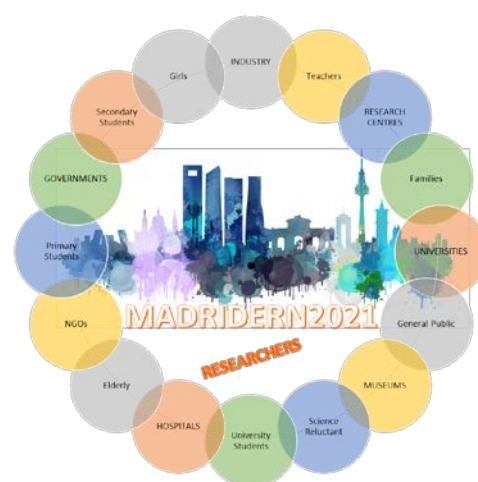 INDUSTRY
Teachers
RESEARCH
CENTRES
Families
UNIVERSITIES
General Public
MUSEUMS
Science
Reluctant
University
Students
HOSPITALS
Elderly
NGOs
Primary
Students
GOVERNMENTS
Secondary
Students
Girls
MADRIDERN2021
RESEARCHERS